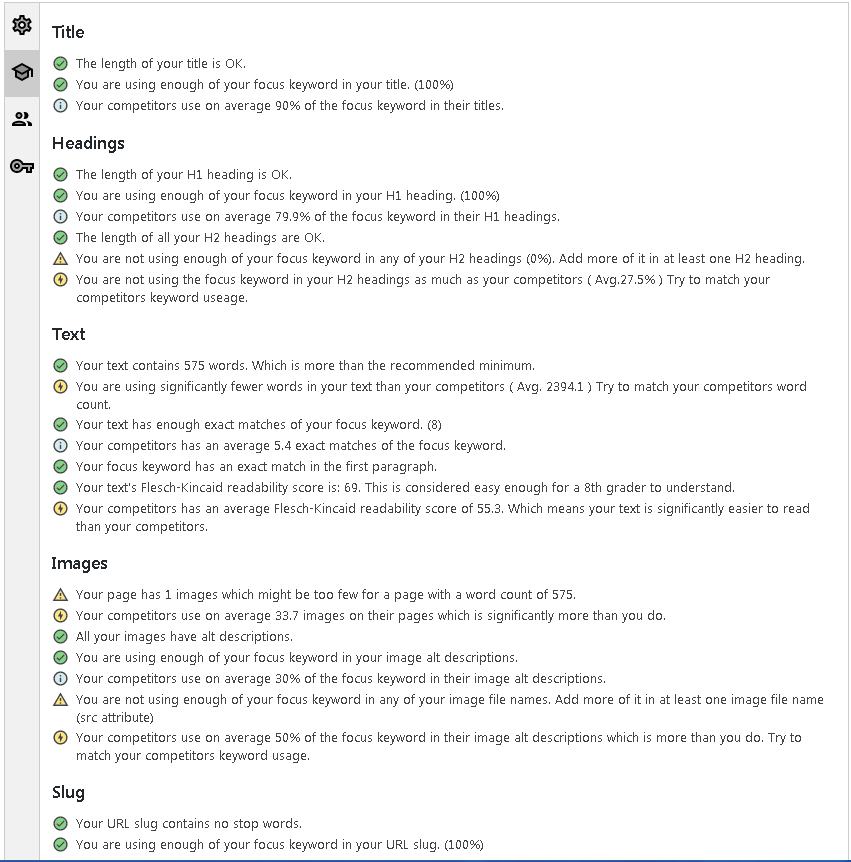 Title
The length of your title is OK.
You are using enough of your focus keyword in your title. (100%)
Your competitors use on average 90% of the focus keyword in their titles.
Headings
The length of your H1 heading is OK.
You are using enough of your focus keyword in your H1 heading. (100%)
Your competitors use on average 79.9% of the focus keyword in their H1 headings.
The length of all your H2 headings are OK.
You are not using enough of your focus keyword in any of your H2 headings (0%). Add more of it in at least one H2 heading.
You are not using the focus keyword in your H2 headings as much as your competitors ( Avg.27.5% ) Try to match your
competitors keyword useage.
Text
Your text contains 575 words. Which is more than the recommended minimum.
You are using significantly fewer words in your text than your competitors ( Avg. 2394.1 ) Try to match your competitors word
count.
Your text has enough exact matches of your focus keyword. (8)
Your competitors has an average 5.4 exact matches of the focus keyword.
Your focus keyword has an exact match in the first paragraph.
Your text's Flesch-Kincaid readability score is: 69. This is considered easy enough for a 8th grader to understand.
Your competitors has an average Flesch-Kincaid readability score of 55.3. Which means your text is significantly easier to read
than your competitors.
Images
Your page has 1 images which might be too few for a page with a word count of 575.
Your competitors use on average 33.7 images on their pages which is significantly more than you do.
All your images have alt descriptions.
You are using enough of your focus keyword in your image alt descriptions.
Your competitors use on average 30% of the focus keyword in their image alt descriptions.
You are not using enough of your focus keyword in any of your image file names. Add more of it in at least one image file name
(src attribute)
Your competitors use on average 50% of the focus keyword in their image alt descriptions which is more than you do. Try to
match your competitors keyword usage.
Slug
Your URL slug contains no stop words.
You are using enough of your focus keyword in your URL slug. (100%)